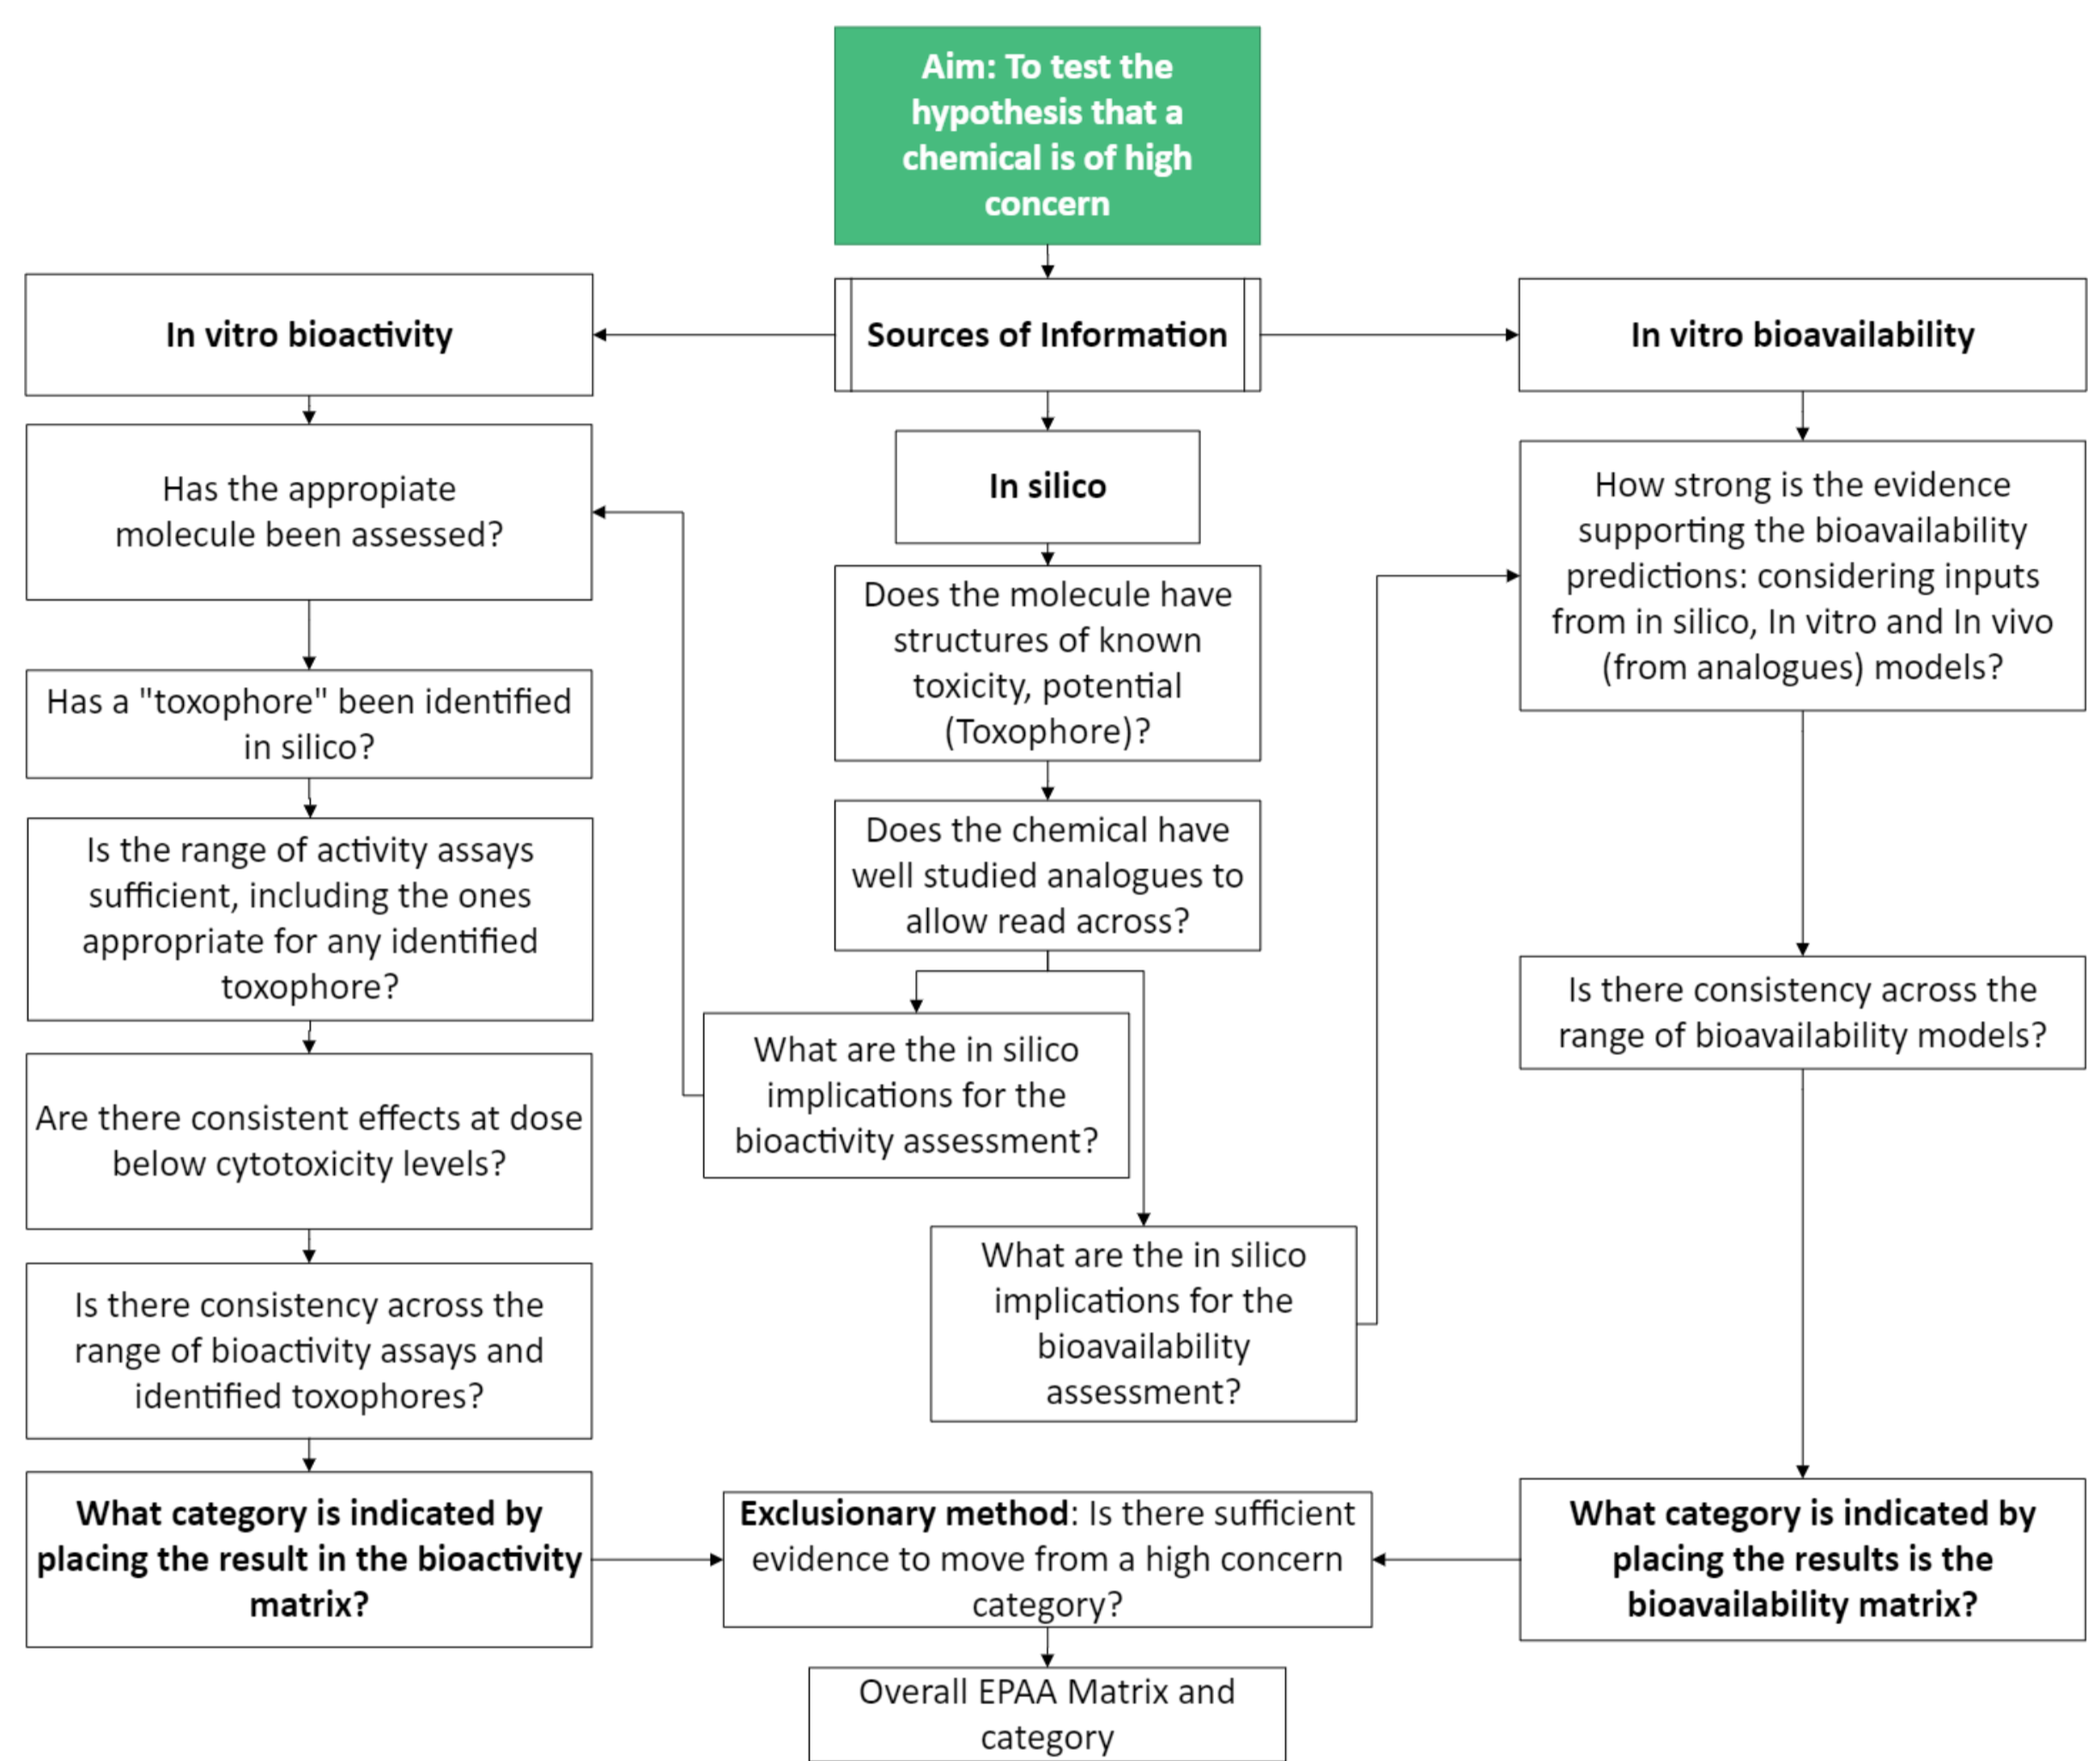 Aim: To test the
hypothesis that a
chemical is of high
concern
In vitro bioactivity
Sources of Information
In vitro bioavailability
Has the appropiate
molecule been assessed?
Has a "toxophore" been identified
in silico?
Is the range of activity assays
sufficient, including the ones
appropriate for any identified
toxophore?
Are there consistent effects at dose
below cytotoxicity levels?
Is there consistency across the
range of bioactivity assays and
identified toxophores?
What category is indicated by
placing the result in the bioactivity
matrix?
In silico
Does the molecule have
structures of known
toxicity, potential
(Toxophore)?
Does the chemical have
well studied analogues to
allow read across?
What are the in silico
implications for the
bioactivity assessment?
What are the in silico
implications for the
bioavailability
assessment?
How strong is the evidence
supporting the bioavailability
predictions: considering inputs
from in silico, In vitro and In vivo
(from analogues) models?
Is there consistency across the
range of bioavailability models?
What category is indicated by
placing the results is the
bioavailability matrix?
Exclusionary method: Is there sufficient
evidence to move from a high concern
category?
Overall EPAA Matrix and
category